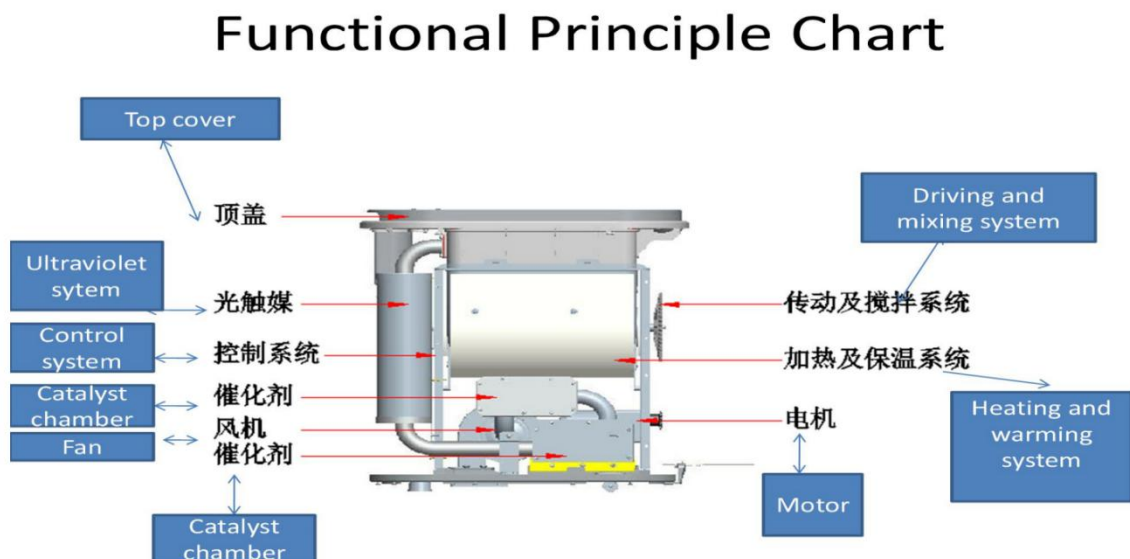 Functional Principle Chart
Top cover
顶盖
Driving and
mixing system
Ultraviolet
sytem
光触媒
传动及搅拌系统
Control
system
控制系统
加热及保温系统
Catalyst
chamber
催化剂
Fan
风机
电机
Heating and
warming
system
催化剂
Motor
Catalyst
chamber